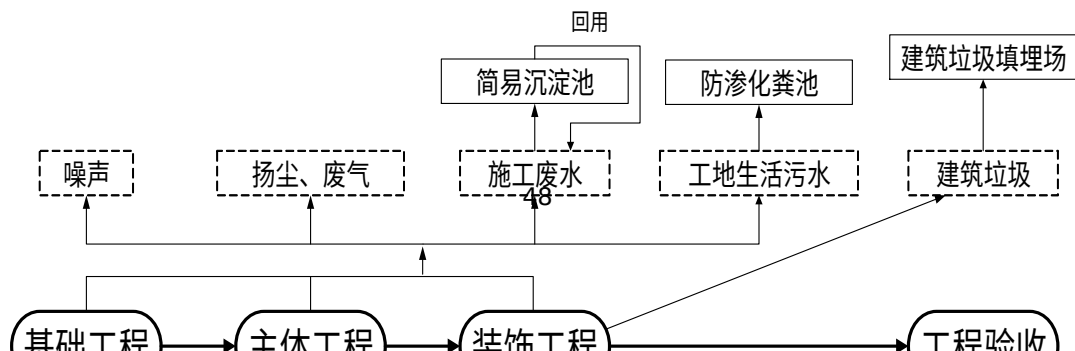 回用
建筑垃圾填埋场
简易沉淀池
防渗化粪池
噪声
扬尘、废气
施工废水
工地生活污水
建筑垃圾
48
基础工程
主体工程
装饰工程
工程验收